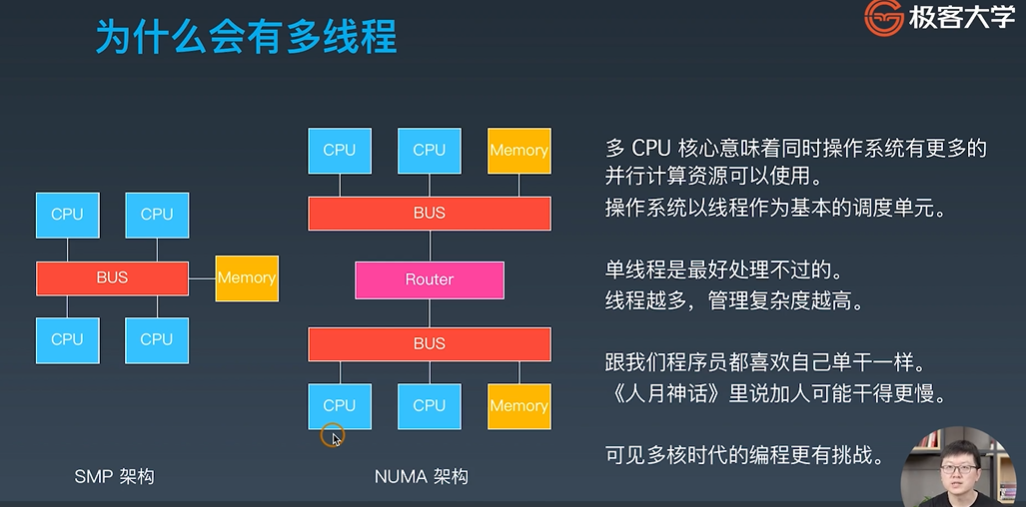 为什么会有多线程
极客大学
CPU
CPU
BUS
Memory
CPU
CPU
SMP 架构
CPU
CPU
Memory
BUS
Router
BUS
CPU
CPU
Memory
NUMA 架构
多 CPU 核心意味着同时操作系统有更多的
并行计算资源可以使用。
操作系统以线程作为基本的调度单元。
单线程是最好处理不过的。
线程越多，管理复杂度越高。
跟我们程序员都喜欢自己单干一样。
《人月神话》里说加人可能干得更慢。
可见多核时代的编程更有挑战。